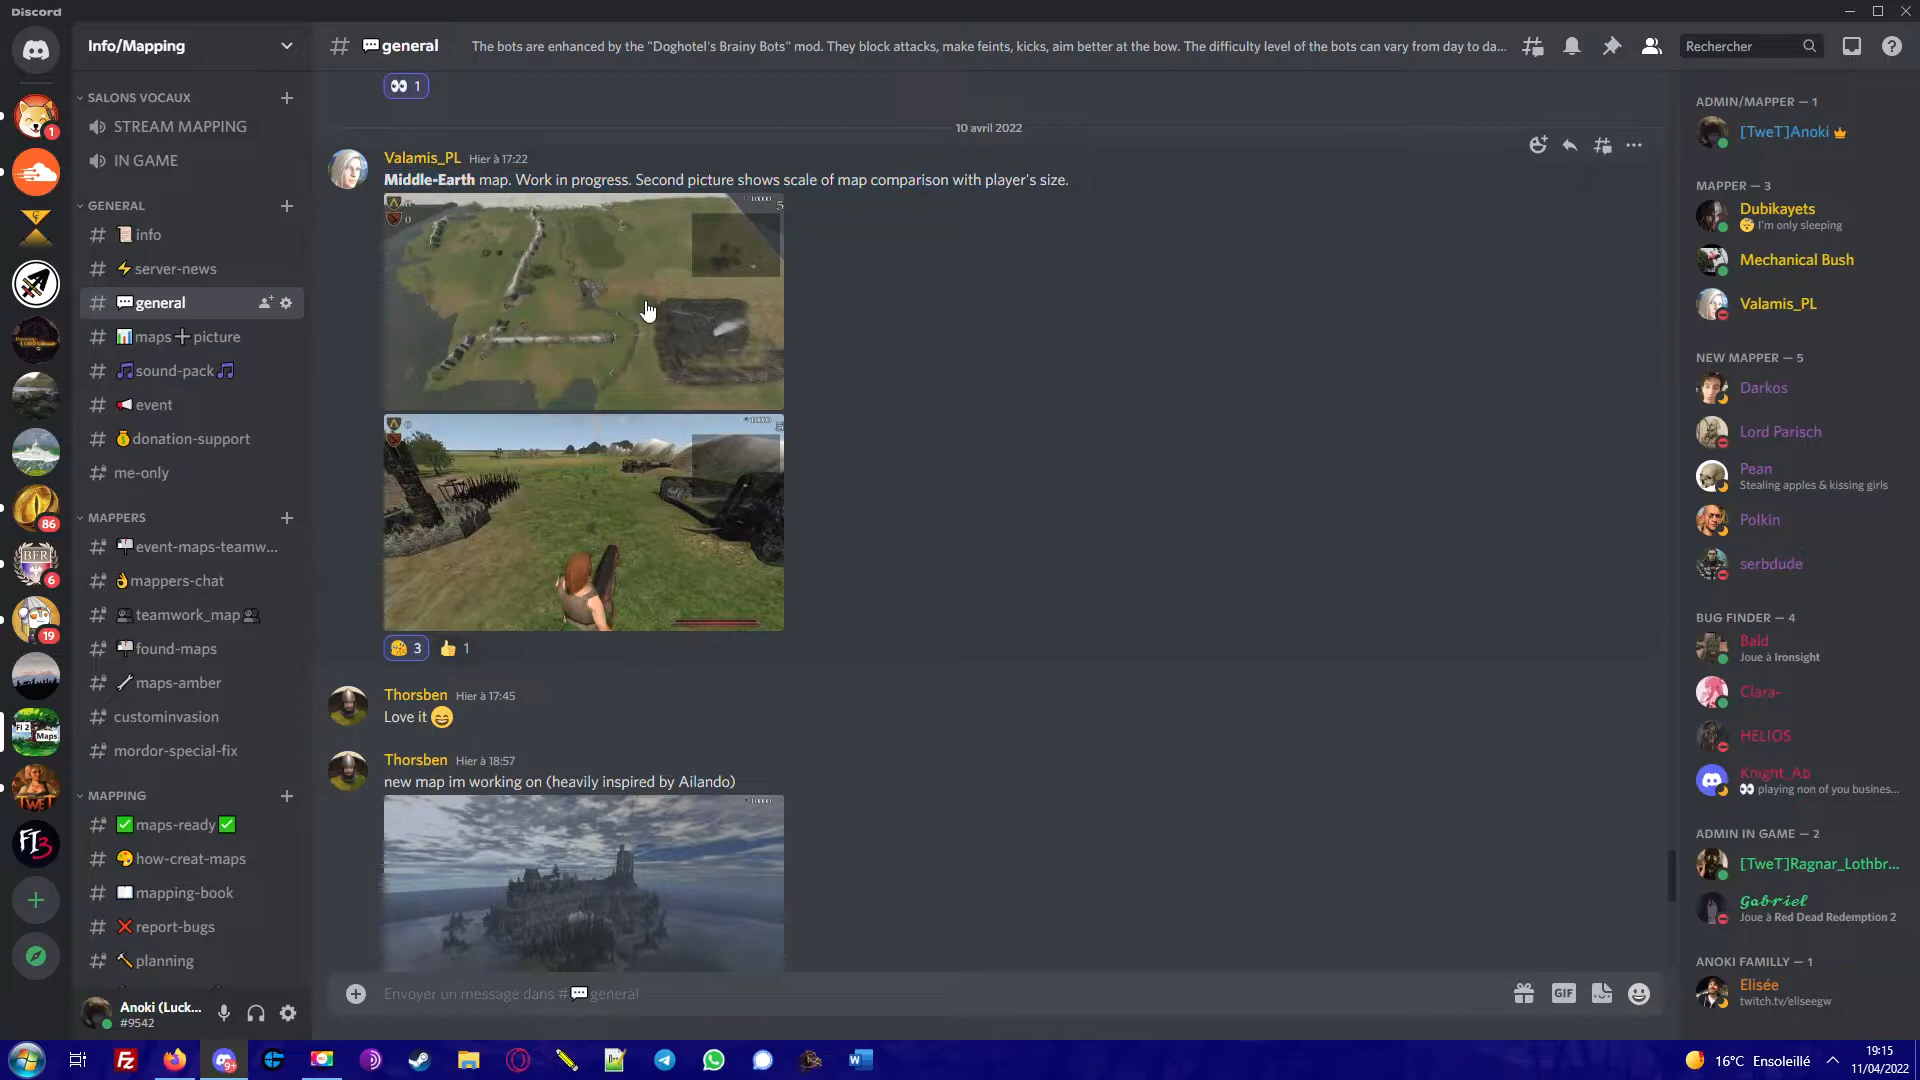 Discord
Info/Mapping
SALONS VOCAUX
STREAM MAPPING
IN GAME
GENERAL
info
server-news
general
maps picture
sound-pack
event
donation-support
me-only
MAPPERS
event-maps-teamw...
mappers-chat
teamwork_map
found-maps
maps-amber
custominvasion
mordor-special-fix
MAPPING
maps-ready
how-creat-maps
mapping-book
report-bugs
planning
Anoki (Luck...
#9542
1
86
BFR
6
19
FI 2
Maps
TWET
FI3
general
The bots are enhanced by the "Doghotel's Brainy Bots" mod. They block attacks, make feints, kicks, aim better at the bow. The difficulty level of the bots can vary from day to da...
Rechercher
1
10 avril 2022
Valamis_PL Hier à 17:22
Middle-Earth map. Work in progress. Second picture shows scale of map comparison with player's size.
3 1
Thorsben Hier à 17:45
Love it
Thorsben Hier à 18:57
new map im working on (heavily inspired by Ailando)
Envoyer un message dans # general
GIF
ADMIN/MAPPER — 1
[TweT]Anoki
MAPPER — 3
Dubikayets
I'm only sleeping
Mechanical Bush
Valamis_PL
NEW MAPPER — 5
Darkos
Lord Parisch
Pean
Stealing apples & kissing girls
Polkin
serbdude
BUG FINDER — 4
Bald
Joue à Ironsight
Clara-
HELIOS
Knight_Ab
playing non of you busines...
ADMIN IN GAME — 2
[TweT]Ragnar_Lothbr...
Gabriel
Joue à Red Dead Redemption 2
ANOKI FAMILLY — 1
Elisée
twitch.tv/eliseegw
9+
16°C Ensoleillé
19:15
11/04/2022